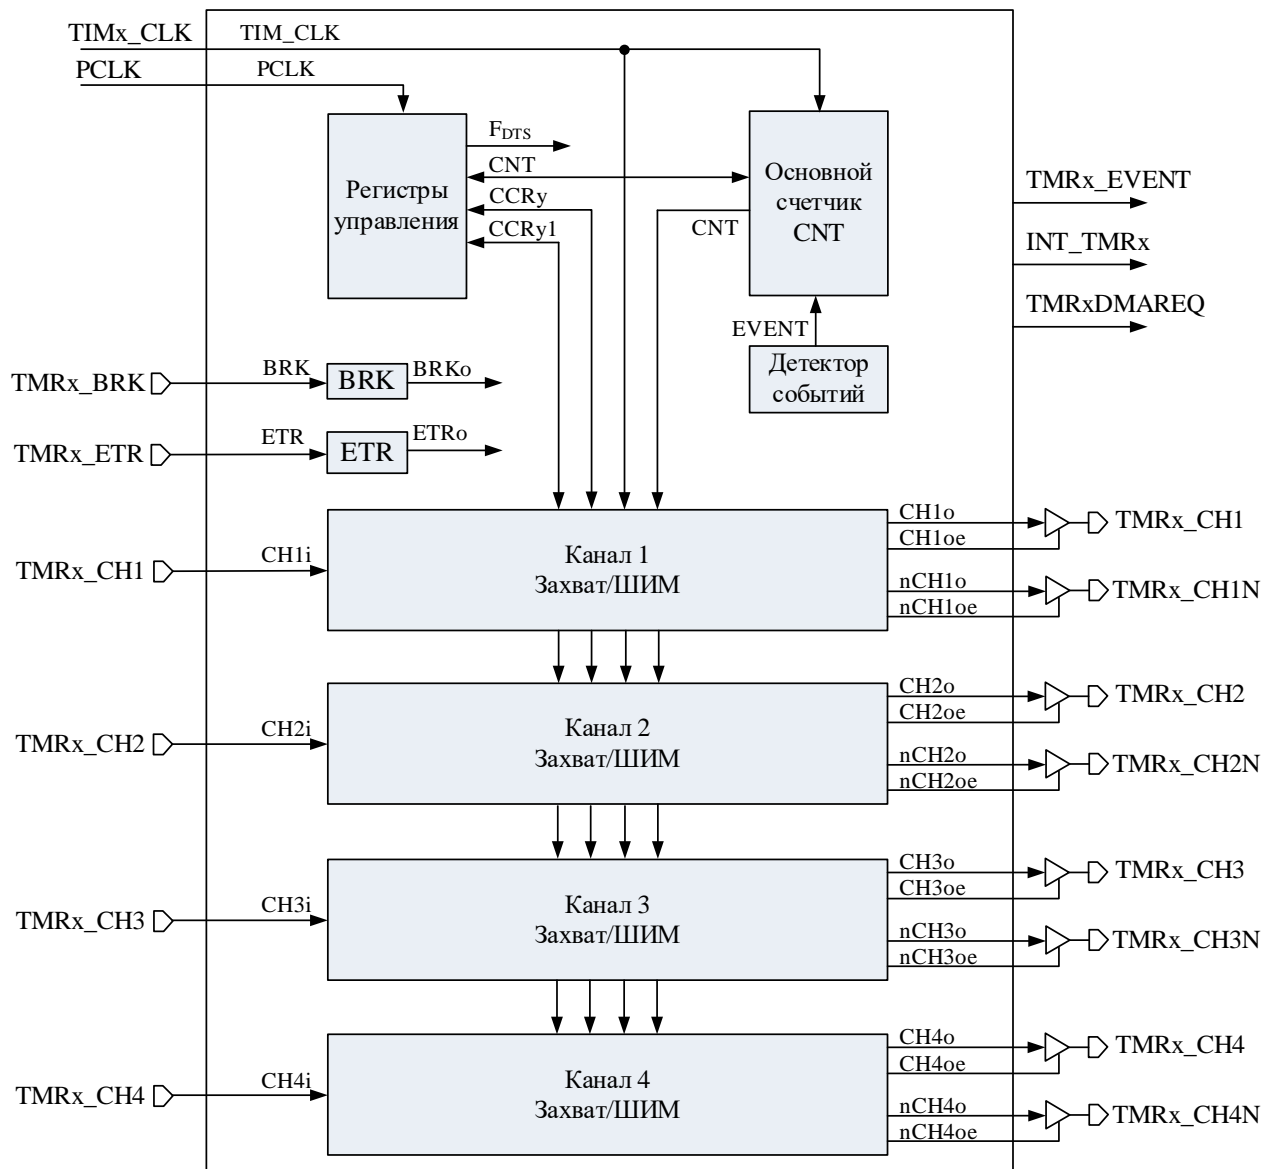 TIMx_CLK
TIM_CLK
PCLK
PCLK
F_DTS
CNT
CCRy
CCRy1
Регистры
управления
Основной
счетчик
CNT
CNT
EVENT
Детектор
событий
TMRx_EVENT
INT_TMRx
TMRxDMAREQ
TMRx_BRK
BRK
BRK
BRKo
TMRx_ETR
ETR
ETR
ETRo
TMRx_CH1
CH1i
Канал 1
Захват/ШИМ
CH1o
CH1oe
nCH1o
nCH1oe
TMRx_CH1
TMRx_CH1N
TMRx_CH2
CH2i
Канал 2
Захват/ШИМ
CH2o
CH2oe
nCH2o
nCH2oe
TMRx_CH2
TMRx_CH2N
TMRx_CH3
CH3i
Канал 3
Захват/ШИМ
CH3o
CH3oe
nCH3o
nCH3oe
TMRx_CH3
TMRx_CH3N
TMRx_CH4
CH4i
Канал 4
Захват/ШИМ
CH4o
CH4oe
nCH4o
nCH4oe
TMRx_CH4
TMRx_CH4N